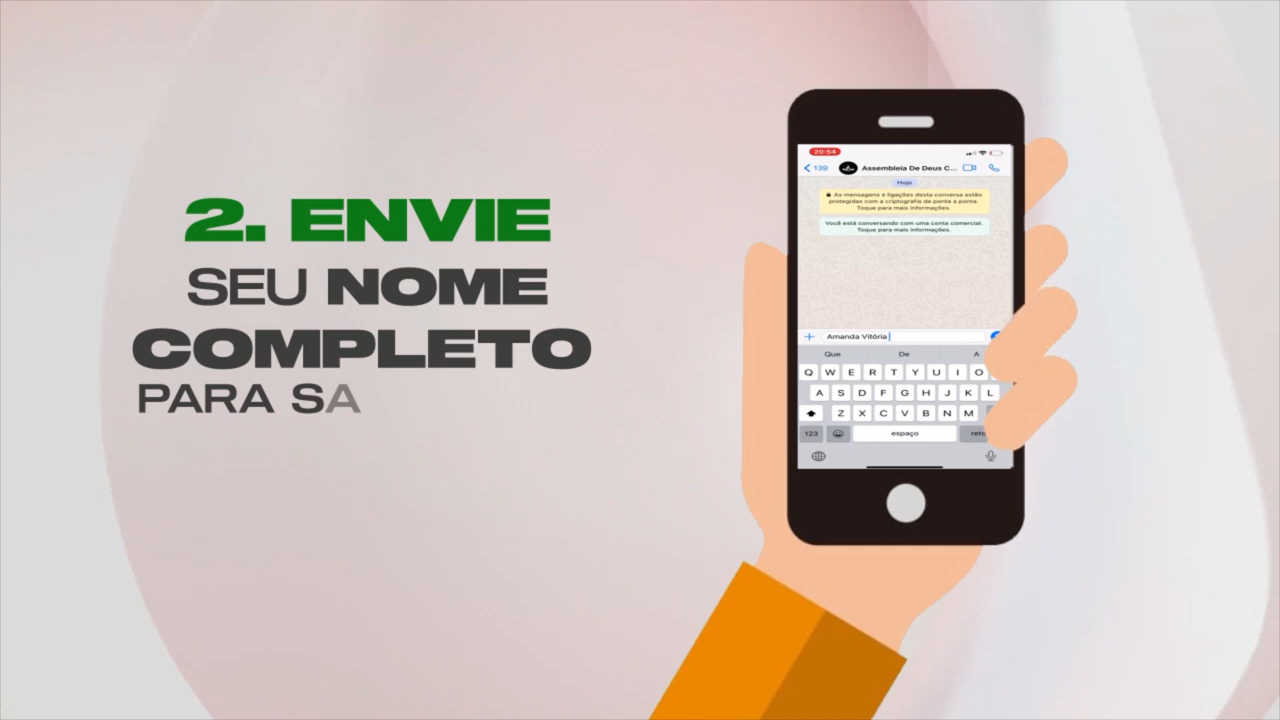 2. ENVIE
SEU NOME
COMPLETO
PARA SA
20:54
139
Assembleia De Deus C...
Hoje
As mensagens e ligações desta conversa estão
protegidas com a criptografia de ponta a ponta.
Toque para mais informações.
Você está conversando com uma conta comercial.
Toque para mais informações.
Amanda Vitória
Que De A
Q W E R T Y U I O
A S D F G H J K L
Z X C V B N M
123 espaço reto